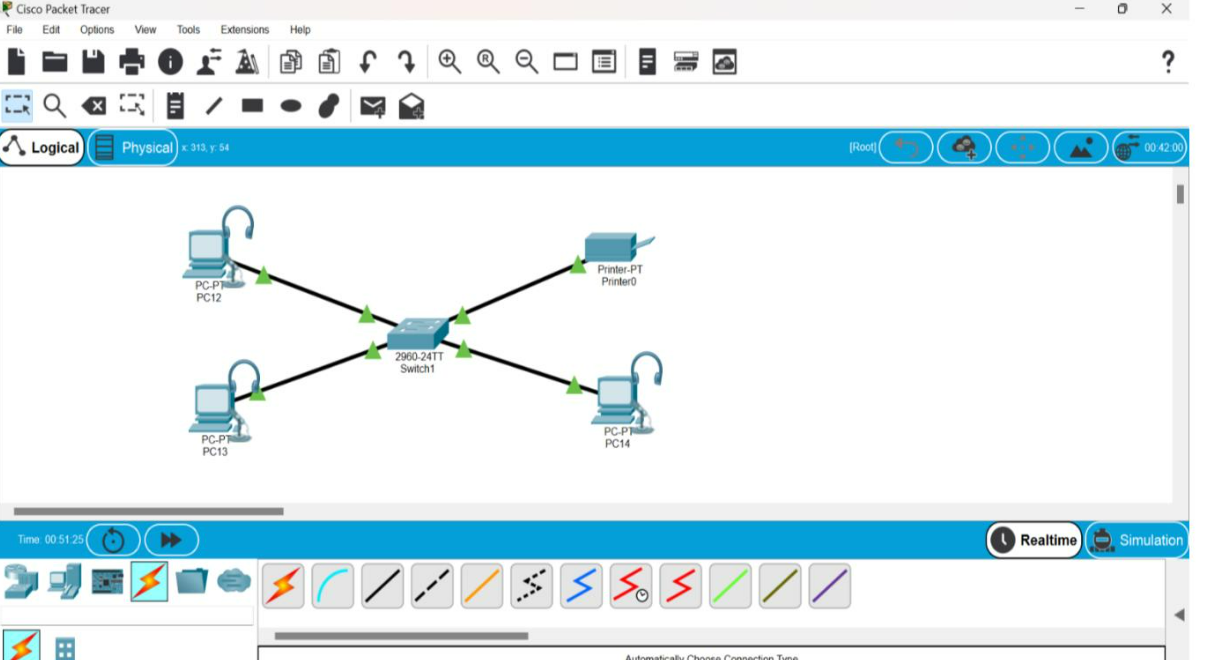 Cisco Packet Tracer
File Edit Options View Tools Extensions Help
Logical Physical x: 313, y: 54 [Root] 00:42:00
PC-PT
PC12
Printer-PT
Printer0
2960-24TT
Switch1
PC-PT
PC13
PC-PT
PC14
Time: 00:51:25 Realtime Simulation
Automatically Choose Connection Type